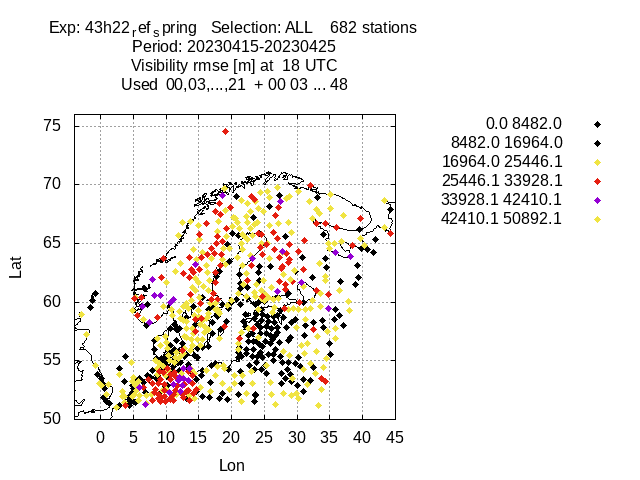 Exp: 43h22refspring   Selection: ALL    682 stations
Period: 20230415-20230425
Visibility rmse [m] at  18 UTC
Used  00,03,...,21  + 00 03 ... 48
0.0 8482.0
8482.0 16964.0
16964.0 25446.1
25446.1 33928.1
33928.1 42410.1
42410.1 50892.1
75
70
65
60
55
50
Lat
0 5 10 15 20 25 30 35 40 45
Lon